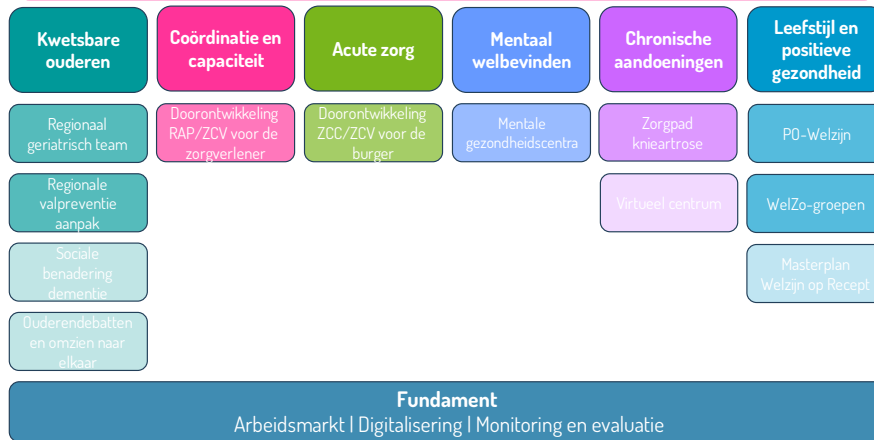 Kwetsbare
ouderen
Coördinatie en
capaciteit
Acute zorg
Mentaal
welbevinden
Chronische
aandoeningen
Leefstijl en
positieve
gezondheid
Regionaal
geriatrisch team
Doorontwikkeling
RAP/ZCV voor de
zorgverlener
Doorontwikkeling
ZCC/ZCV voor de
burger
Mentale
gezondheidscentra
Zorgpad
knieartrose
PO-Welzijn
Regionale
valpreventie
aanpak
Virtueel centrum
WelZo-groepen
Sociale
benadering
dementie
Masterplan
Welzijn op Recept
Ouderendebatten
en omzien naar
elkaar
Fundament
Arbeidsmarkt | Digitalisering | Monitoring en evaluatie